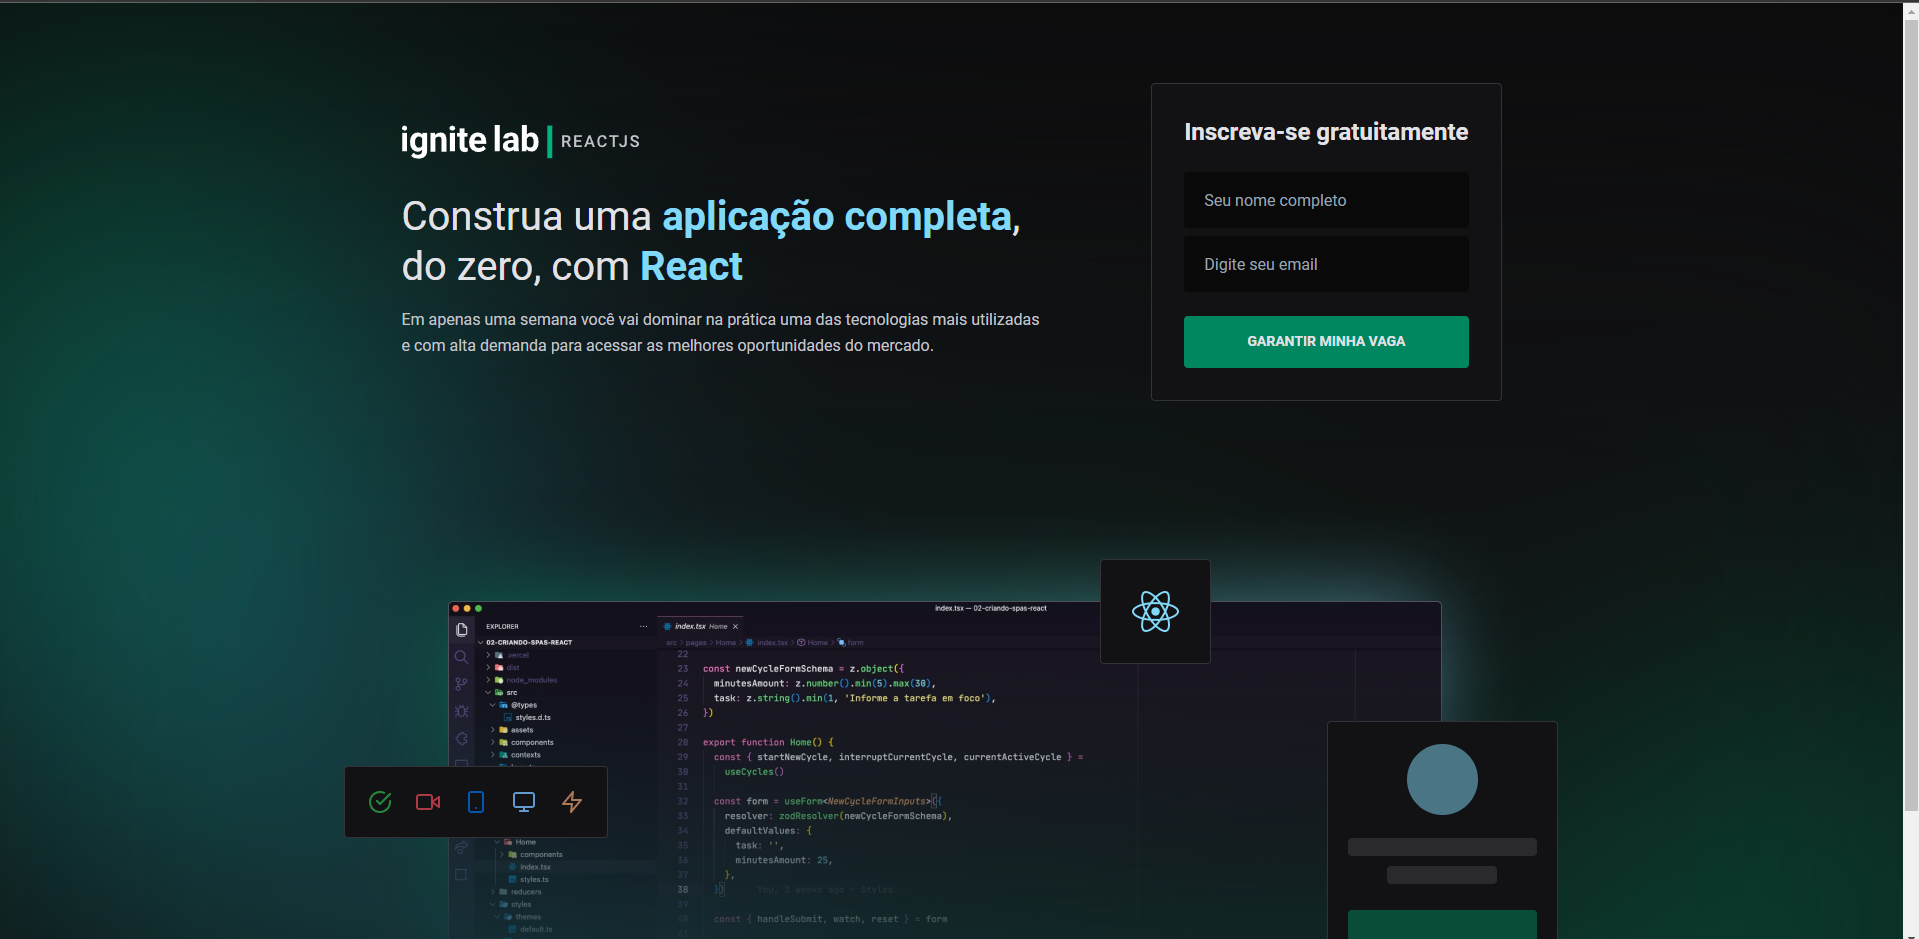 ignite lab | REACTJS
Construa uma aplicação completa,
do zero, com React
Em apenas uma semana você vai dominar na prática uma das tecnologias mais utilizadas
e com alta demanda para acessar as melhores oportunidades do mercado.
Inscreva-se gratuitamente
Seu nome completo
Digite seu email
GARANTIR MINHA VAGA
index.tsx — 02-criando-spas-react
EXPLORER
02-CRIANDO-SPAS-REACT
.vercel
dist
node_modules
src
@types
styles.d.ts
assets
components
contexts
Home
components
index.tsx
styles.ts
reducers
styles
themes
default.ts
index.tsx Home
src > pages > Home > index.tsx > Home > form
22
23 const newCycleFormSchema = z.object({
24 minutesAmount: z.number().min(5).max(30),
25 task: z.string().min(1, 'Informe a tarefa em foco'),
26 })
27
28 export function Home() {
29 const { startNewCycle, interruptCurrentCycle, currentActiveCycle } =
30 useCycles()
31
32 const form = useForm<NewCycleFormInputs>({
33 resolver: zodResolver(newCycleFormSchema),
34 defaultValues: {
35 task: '',
36 minutesAmount: 25,
37 },
38 }) You, 3 weeks ago • Styles
39
40 const { handleSubmit, watch, reset } = form
41